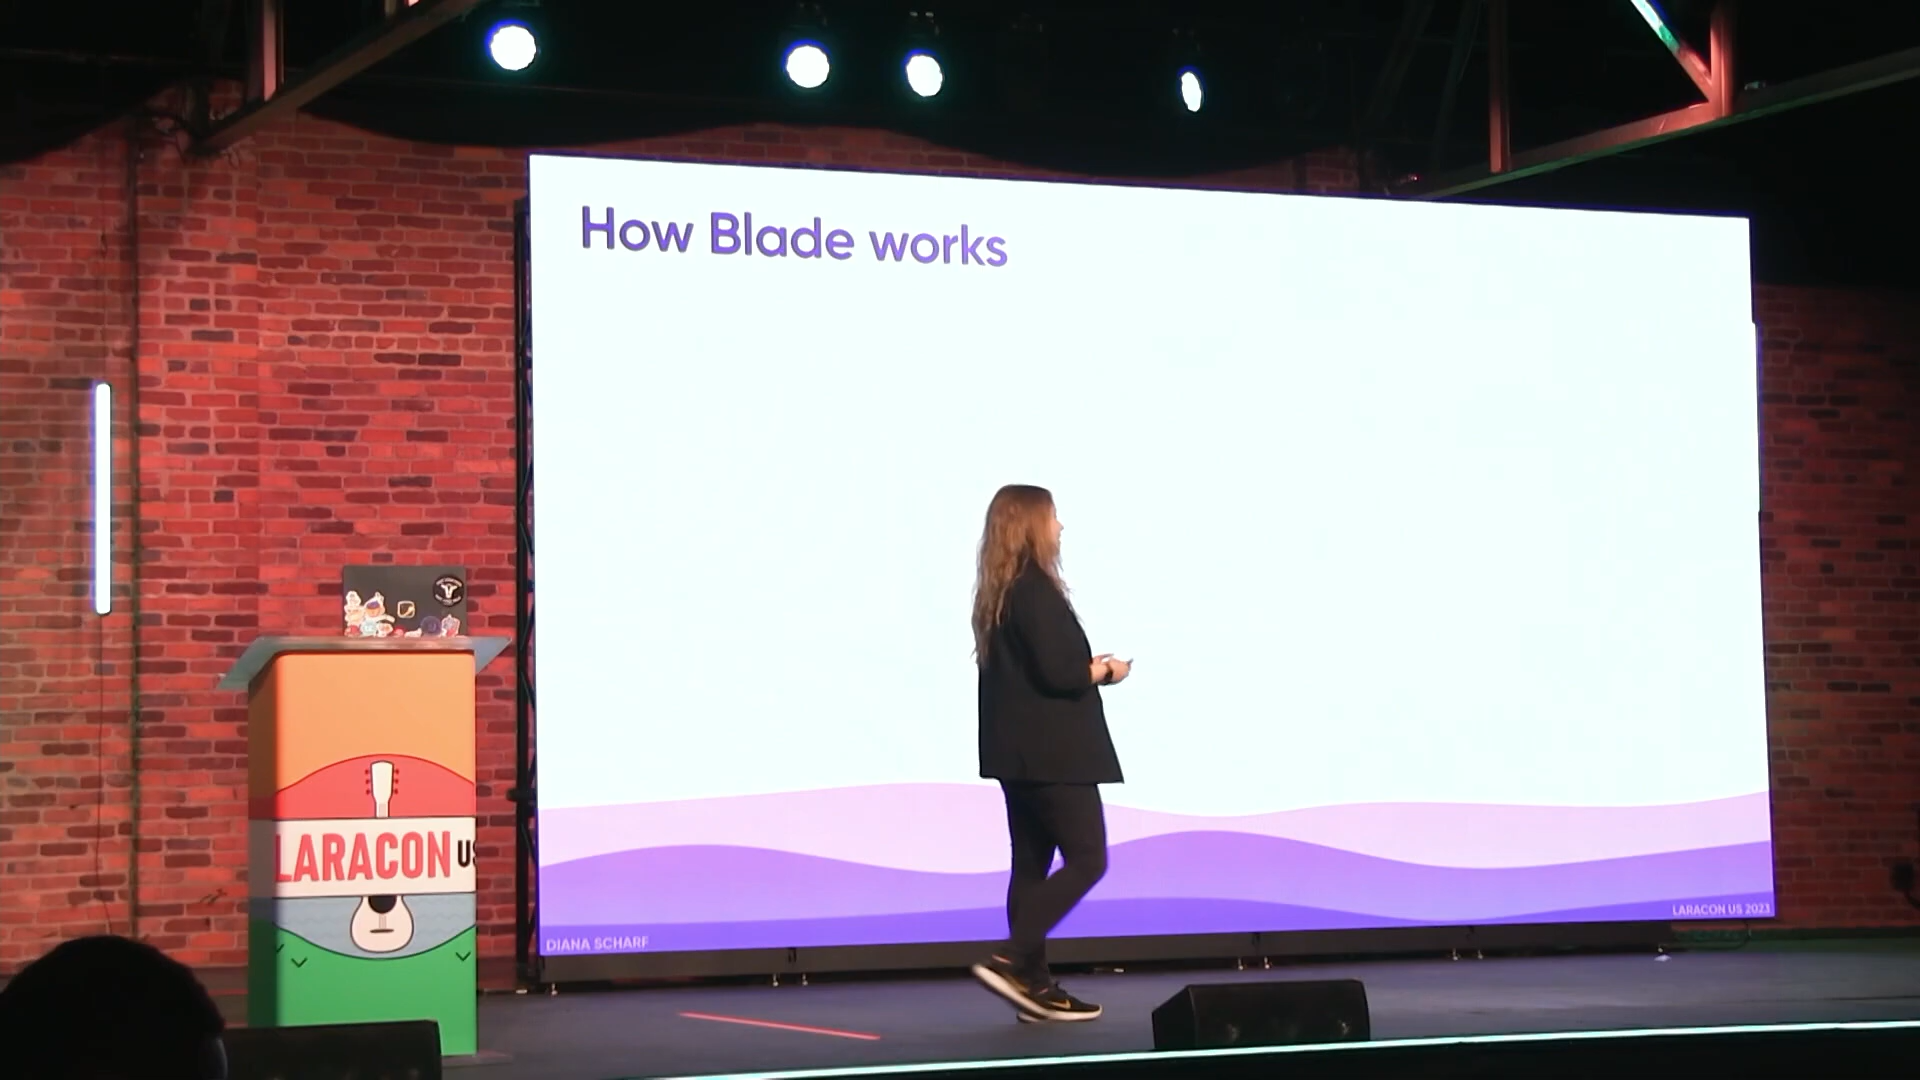 How Blade works
LARACON US
DIANA SCHARF
LARACON US 2023